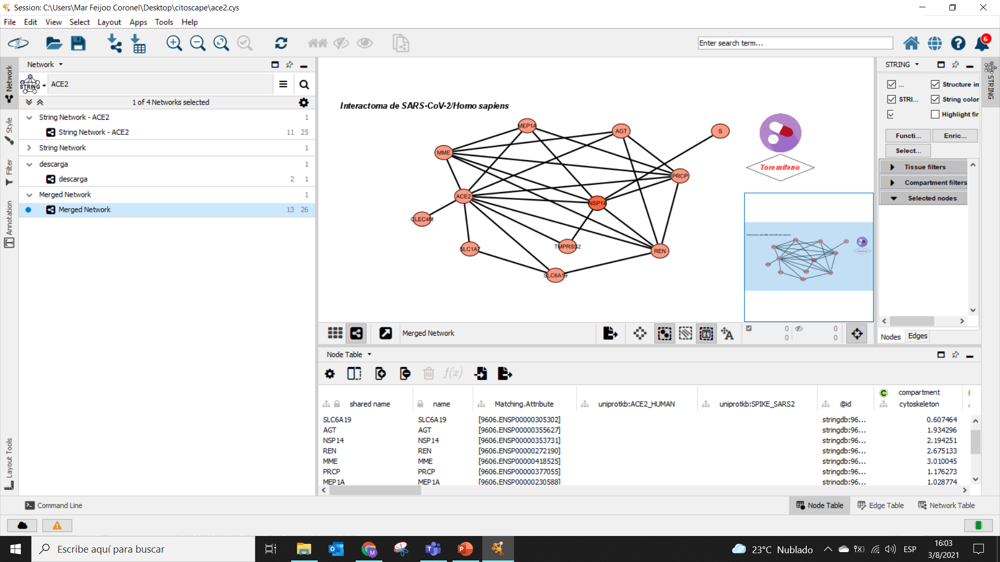 Session: C:\Users\Mar Feijoo Coronel\Desktop\citoscape\ace2.cys
File Edit View Select Layout Apps Tools Help
Enter search term...
6
Network
Style
Filter
Annotation
Layout Tools
Network
STRING
ACE2
1 of 4 Networks selected
String Network - ACE2 1
String Network - ACE2 11 25
String Network 1
descarga 1
descarga 2 1
Merged Network 1
Merged Network 13 26
Interactoma de SARS-CoV-2/Homo sapiens
MEP1A
AGT
S
MME
Toremifeno
PRCP
ACE2
NSP14
CLEC4M
TMPRSS2
SLC1A7
REN
SLC6A19
Merged Network
0 0
0 0
STRING
STRING
... Structure im
STRI... String color
Highlight fir
Functi... Enric...
Select...
Tissue filters
Compartment filters
Selected nodes
Nodes Edges
Node Table
f(x)
shared name name Matching.Attribute uniprotkb:ACE2_HUMAN uniprotkb:SPIKE_SARS2 @id compartment cytoskeleton
SLC6A19 SLC6A19 [9606.ENSP00000305302] stringdb:96... 0.607464
AGT AGT [9606.ENSP00000355627] stringdb:96... 1.934296
NSP14 NSP14 [9606.ENSP00000353731] stringdb:96... 2.194251
REN REN [9606.ENSP00000272190] stringdb:96... 2.675133
MME MME [9606.ENSP00000418525] stringdb:96... 3.010045
PRCP PRCP [9606.ENSP00000377055] stringdb:96... 1.176273
MEP1A MEP1A [9606.ENSP00000230588] stringdb:96... 1.028774
Command Line
Node Table Edge Table Network Table
Escribe aquí para buscar
23°C Nublado
ESP
16:03
3/8/2021